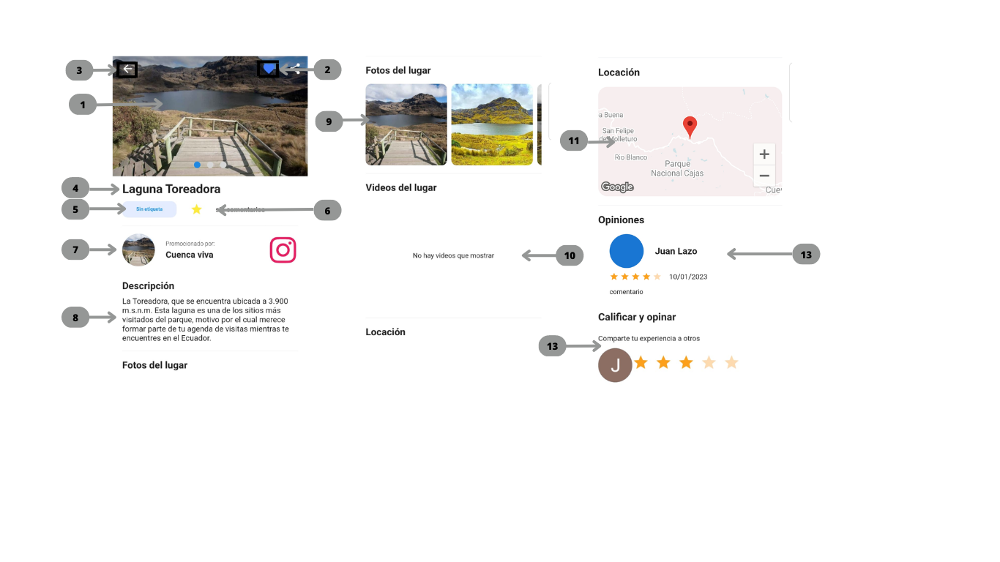 3
2
1
4
Laguna Toreadora
5
Sin etiqueta
sin comentarios
6
7
Promocionado por:
Cuenca viva
Descripción
8
La Toreadora, que se encuentra ubicada a 3.900
m.s.n.m. Esta laguna es una de los sitios más
visitados del parque, motivo por el cual merece
formar parte de tu agenda de visitas mientras te
encuentres en el Ecuador.
Fotos del lugar
Fotos del lugar
9
Videos del lugar
No hay videos que mostrar
10
Locación
Locación
11
a Buena
San Felipe
de Molleturo
Rio Blanco
Parque
Nacional Cajas
+
−
Google
Cue
Opiniones
Juan Lazo
13
10/01/2023
comentario
Calificar y opinar
Comparte tu experiencia a otros
13
J